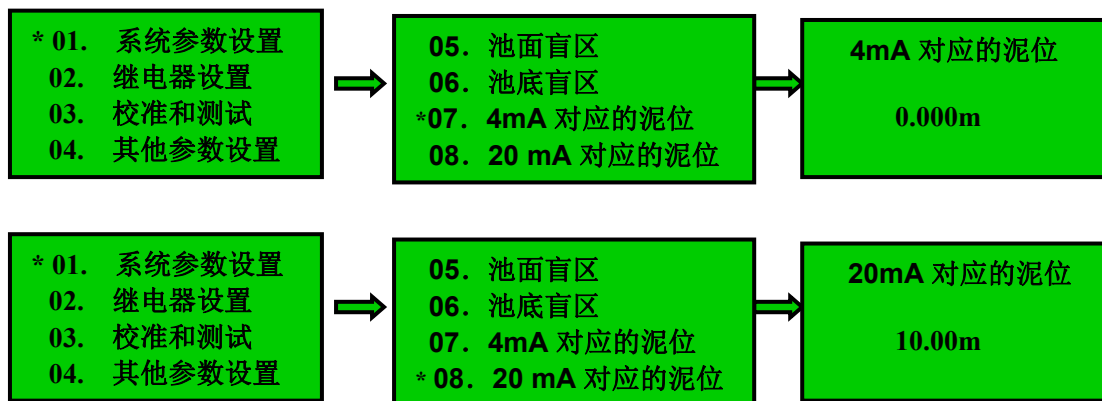 * 01. 系统参数设置
02. 继电器设置
03. 校准和测试
04. 其他参数设置
05. 池面盲区
06. 池底盲区
*07. 4mA 对应的泥位
08. 20 mA 对应的泥位
4mA 对应的泥位
0.000m
* 01. 系统参数设置
02. 继电器设置
03. 校准和测试
04. 其他参数设置
05. 池面盲区
06. 池底盲区
07. 4mA 对应的泥位
* 08. 20 mA 对应的泥位
20mA 对应的泥位
10.00m